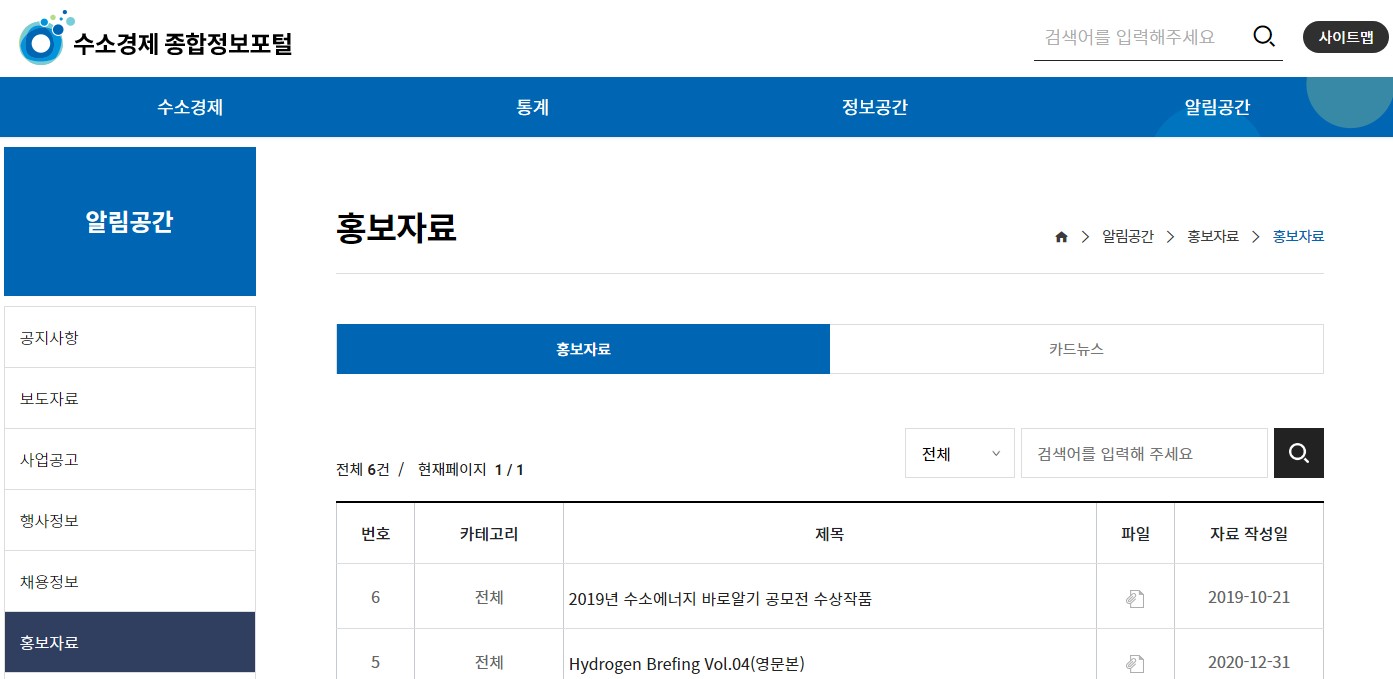 수소경제 종합정보포털
검색어를 입력해주세요
사이트맵
수소경제 통계 정보공간 알림공간
알림공간
공지사항
보도자료
사업공고
행사정보
채용정보
홍보자료
홍보자료
알림공간 > 홍보자료 > 홍보자료
홍보자료 카드뉴스
전체 6건 / 현재페이지 1 / 1
전체 검색어를 입력해 주세요
번호 카테고리 제목 파일 자료 작성일
6 전체 2019년 수소에너지 바로알기 공모전 수상작품 2019-10-21
5 전체 Hydrogen Brefing Vol.04(영문본) 2020-12-31